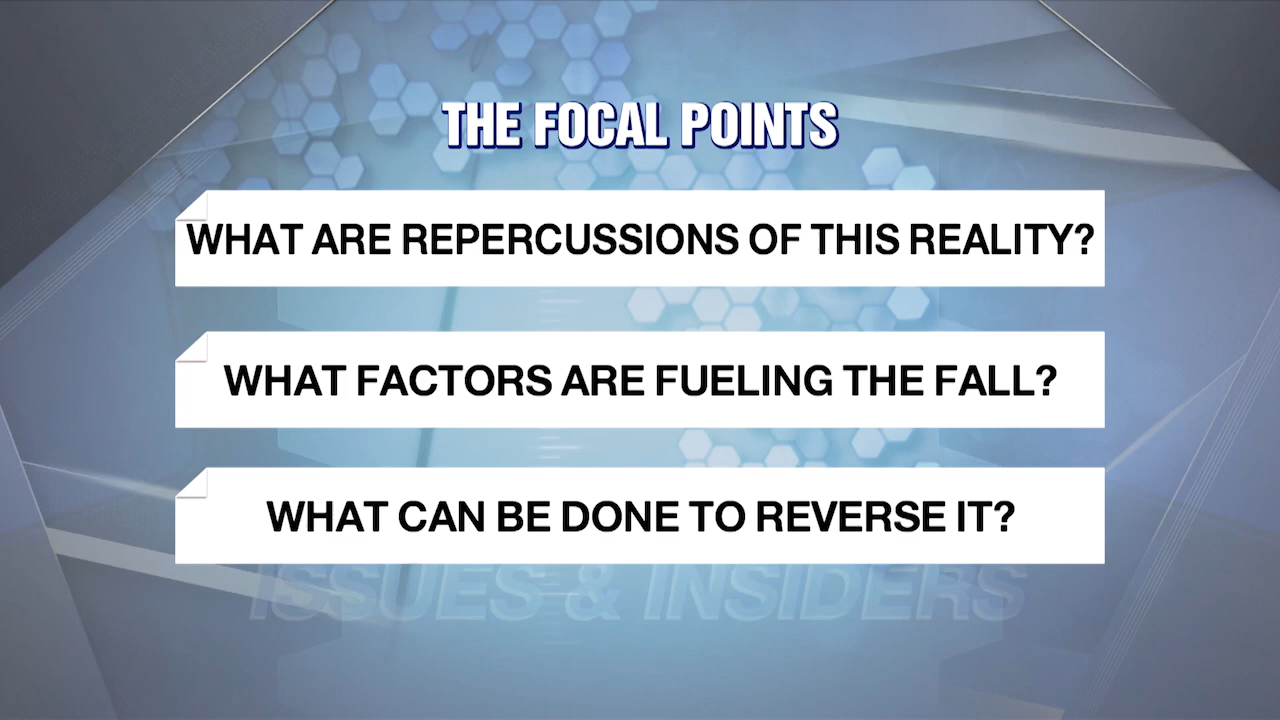 THE FOCAL POINTS
WHAT ARE REPERCUSSIONS OF THIS REALITY?
WHAT FACTORS ARE FUELING THE FALL?
WHAT CAN BE DONE TO REVERSE IT?
ISSUES & INSIDERS